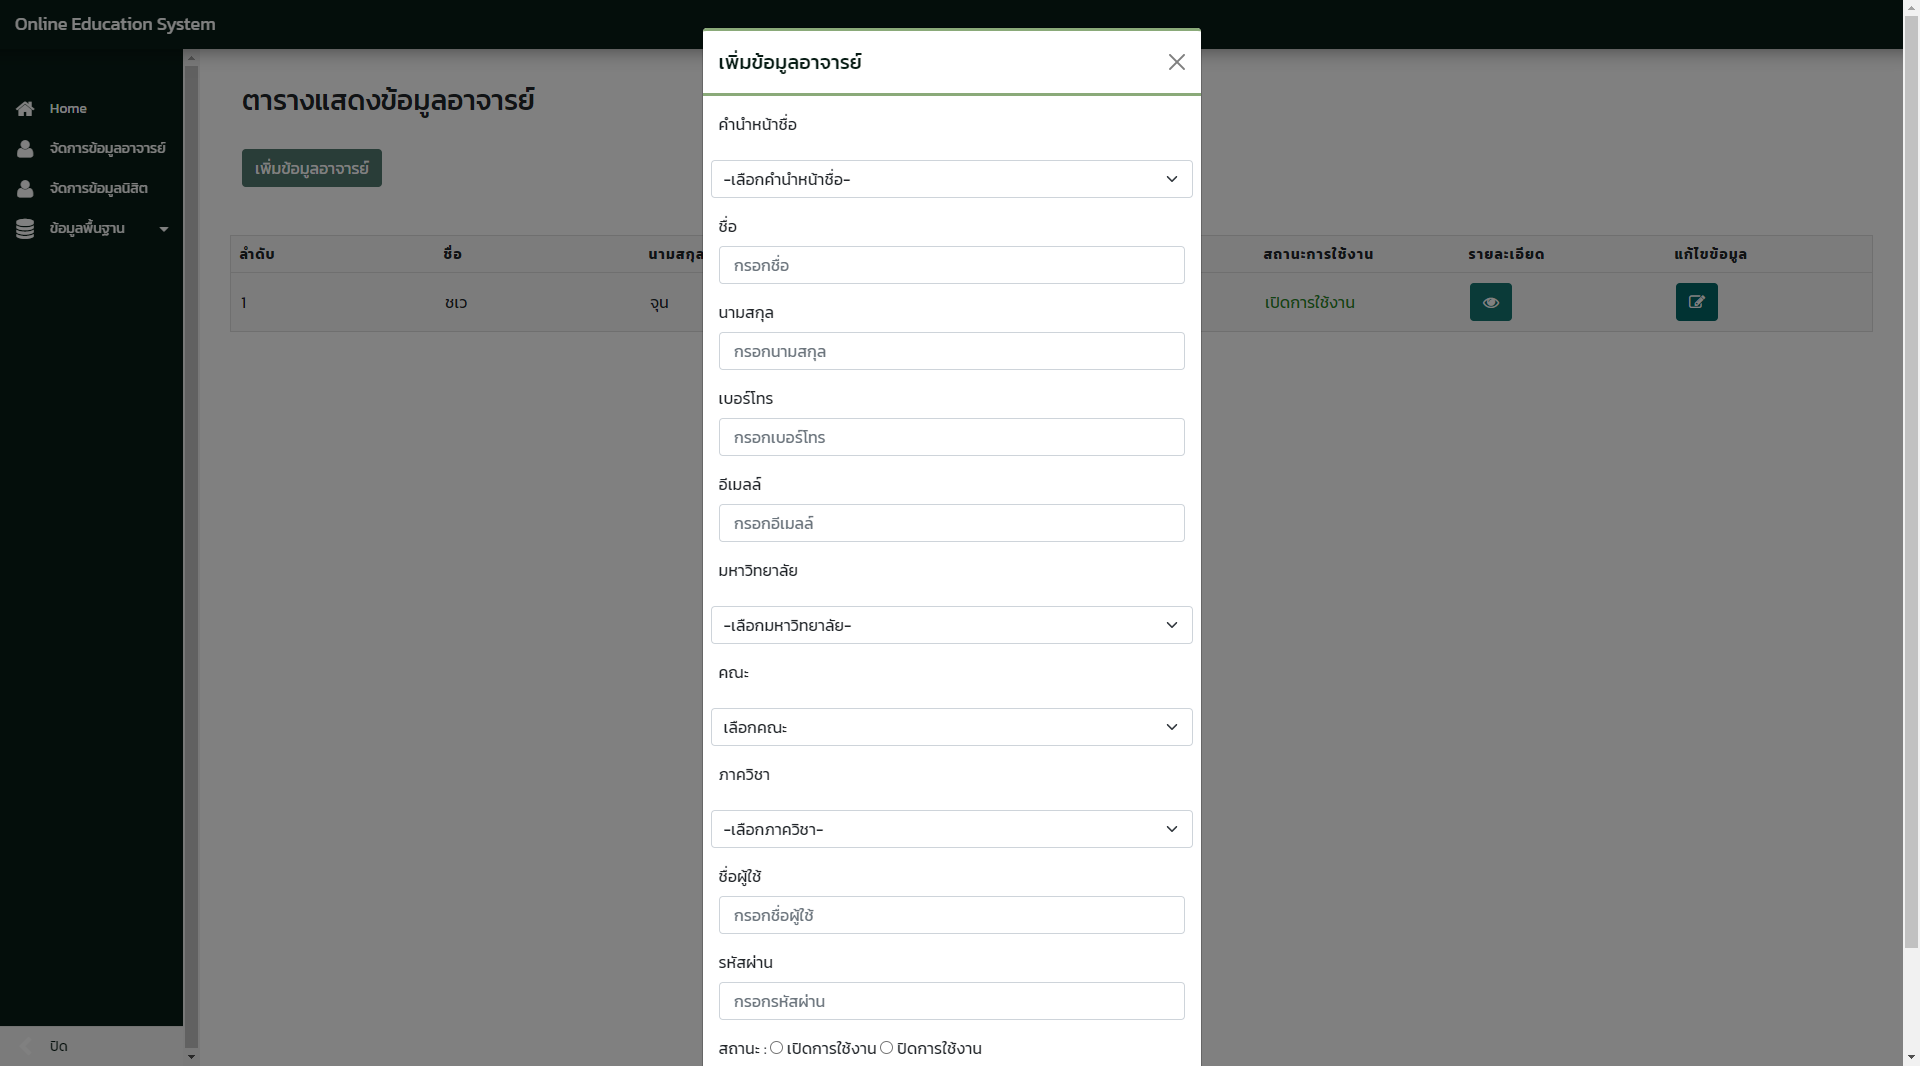 Online Education System
Home
จัดการข้อมูลอาจารย์
จัดการข้อมูลนิสิต
ข้อมูลพื้นฐาน
ปิด
ตารางแสดงข้อมูลอาจารย์
เพิ่มข้อมูลอาจารย์
ลำดับ ชื่อ นามสกุล สถานะการใช้งาน รายละเอียด แก้ไขข้อมูล
1 ชเว จุน เปิดการใช้งาน
เพิ่มข้อมูลอาจารย์
คำนำหน้าชื่อ
-เลือกคำนำหน้าชื่อ-
ชื่อ
กรอกชื่อ
นามสกุล
กรอกนามสกุล
เบอร์โทร
กรอกเบอร์โทร
อีเมลล์
กรอกอีเมลล์
มหาวิทยาลัย
-เลือกมหาวิทยาลัย-
คณะ
เลือกคณะ
ภาควิชา
-เลือกภาควิชา-
ชื่อผู้ใช้
กรอกชื่อผู้ใช้
รหัสผ่าน
กรอกรหัสผ่าน
สถานะ : เปิดการใช้งาน ปิดการใช้งาน